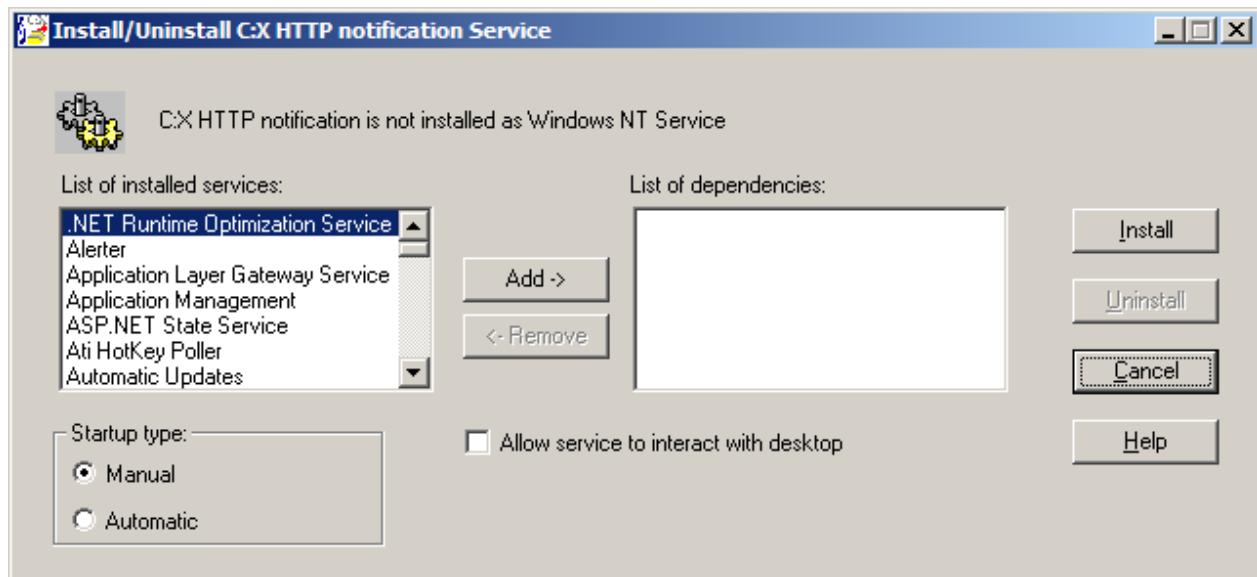 Install/Uninstall C:X HTTP notification Service
C:X HTTP notification is not installed as Windows NT Service
List of installed services:
List of dependencies:
.NET Runtime Optimization Service
Alerter
Application Layer Gateway Service
Application Management
ASP.NET State Service
Ati HotKey Poller
Automatic Updates
Add ->
<- Remove
Install
Uninstall
Cancel
Help
Startup type:
Manual
Automatic
Allow service to interact with desktop